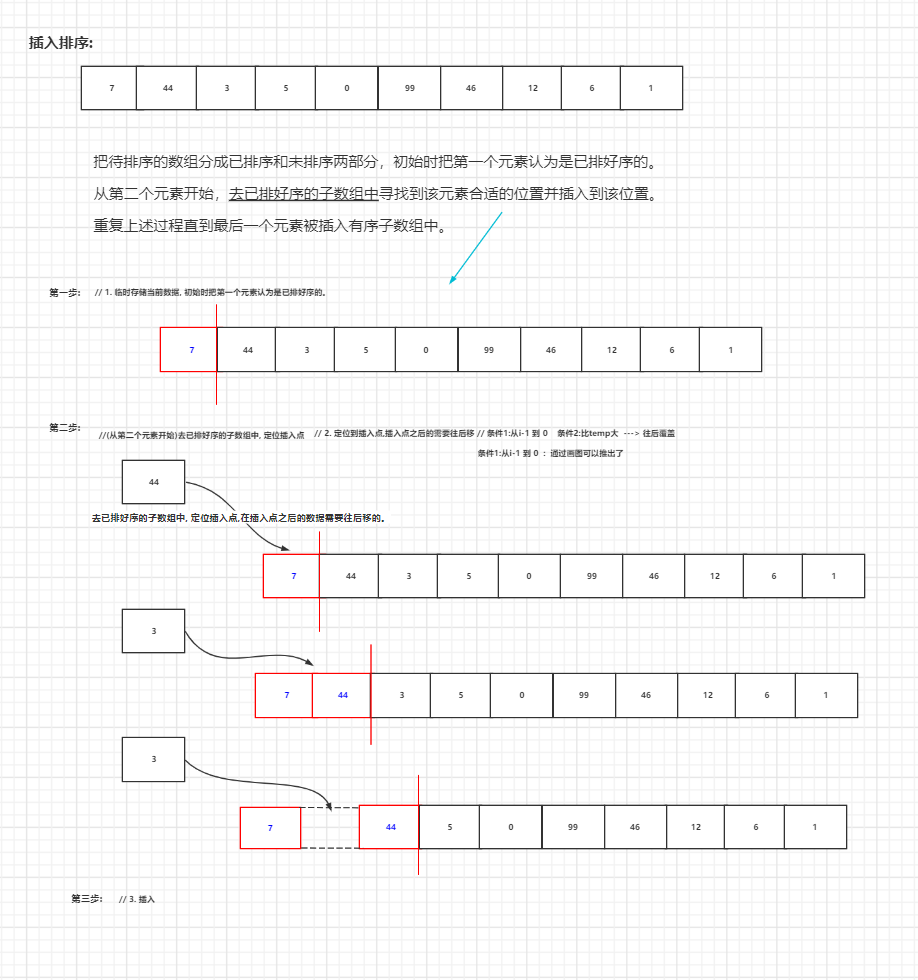 插入排序:
7 44 3 5 0 99 46 12 6 1
把待排序的数组分成已排序和未排序两部分，初始时把第一个元素认为是已排好序的。
从第二个元素开始，去已排好序的子数组中寻找到该元素合适的位置并插入到该位置。
重复上述过程直到最后一个元素被插入有序子数组中。
第一步: // 1. 临时存储当前数据, 初始时把第一个元素认为是已排好序的。
7 44 3 5 0 99 46 12 6 1
第二步: //(从第二个元素开始)去已排好序的子数组中, 定位插入点 // 2. 定位到插入点,插入点之后的需要往后移 // 条件1:从i-1 到 0 条件2:比temp大 ---> 往后覆盖
条件1:从i-1 到 0 : 通过画图可以推出了
44
去已排好序的子数组中, 定位插入点,在插入点之后的数据需要往后移的。
7 44 3 5 0 99 46 12 6 1
3
7 44 3 5 0 99 46 12 6 1
3
7 44 5 0 99 46 12 6 1
第三步: // 3. 插入